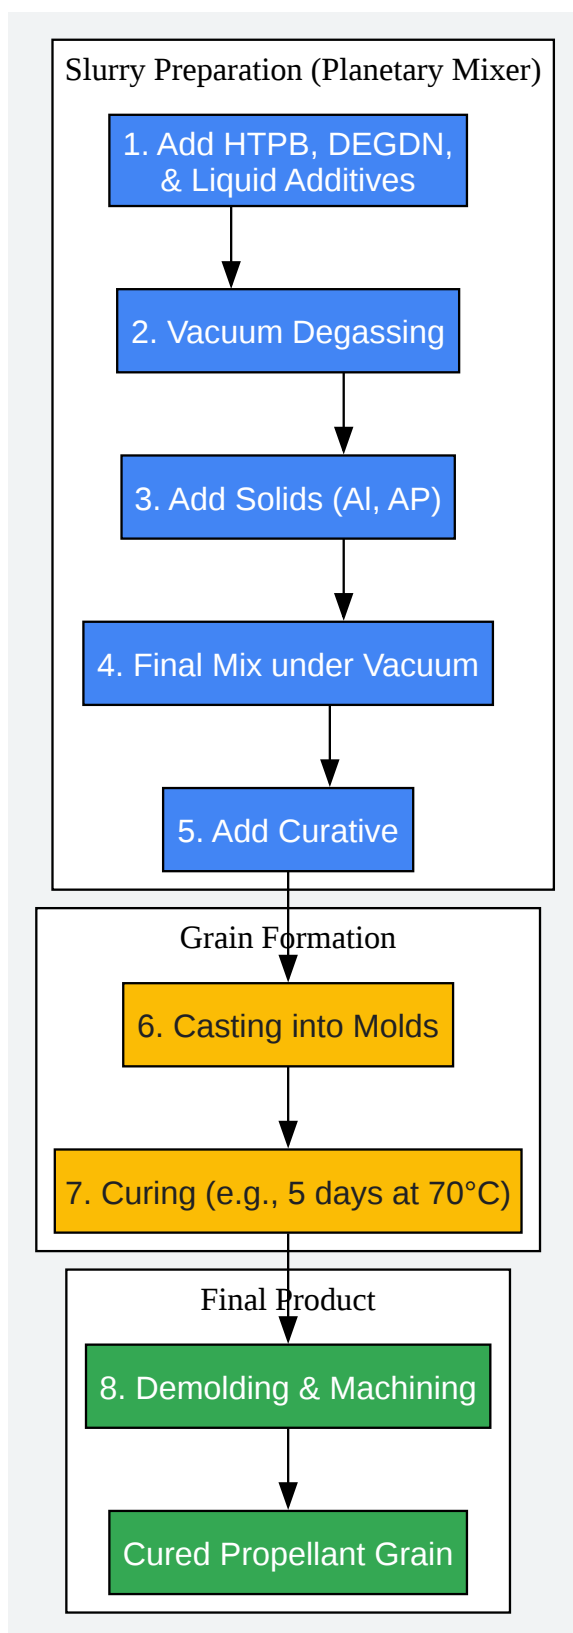 Slurry Preparation (Planetary Mixer)
1. Add HTPB, DEGDN,
& Liquid Additives
2. Vacuum Degassing
3. Add Solids (Al, AP)
4. Final Mix under Vacuum
5. Add Curative
Grain Formation
6. Casting into Molds
7. Curing (e.g., 5 days at 70°C)
Final Product
8. Demolding & Machining
Cured Propellant Grain